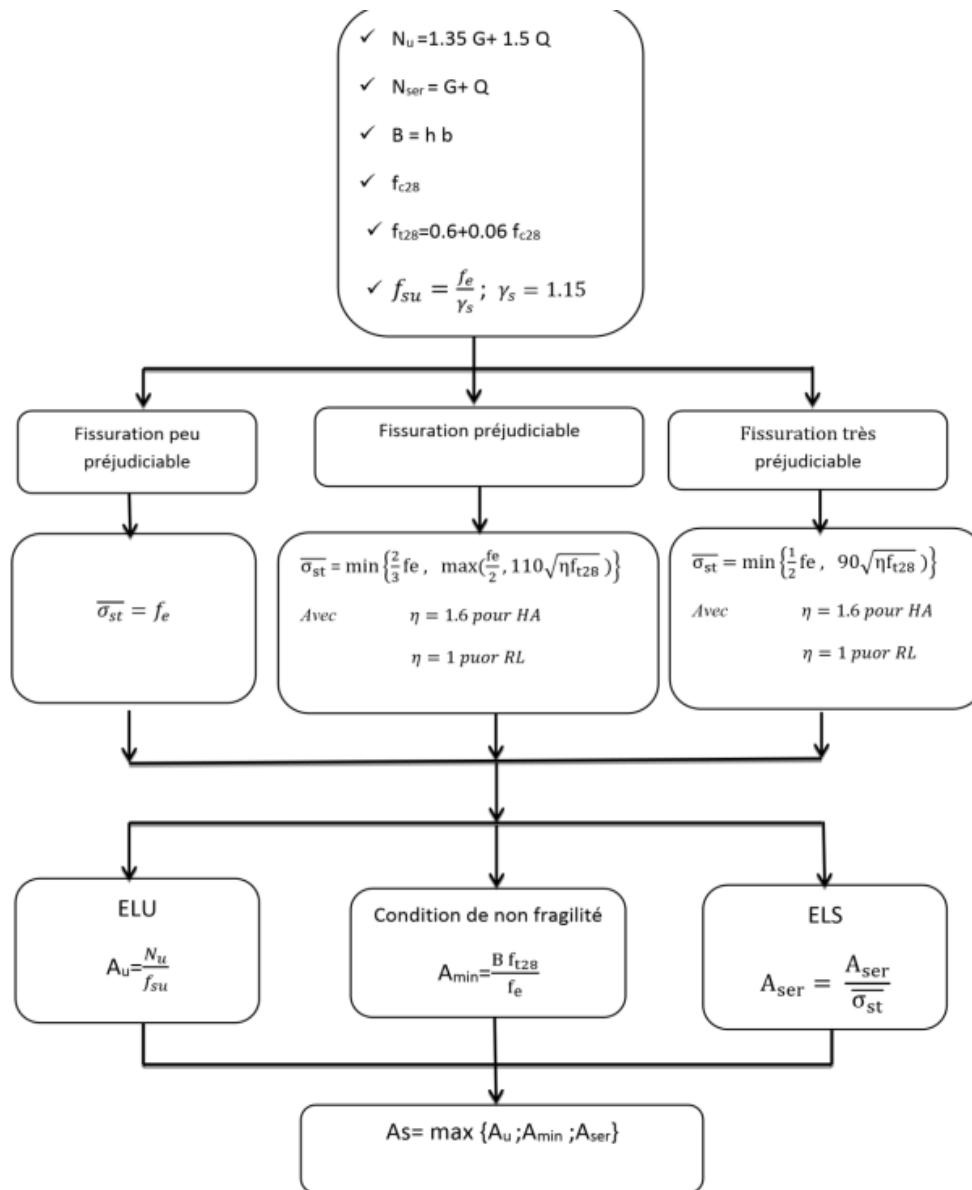 ✓ Nu =1.35 G+ 1.5 Q
✓ Nser = G+ Q
✓ B = h b
✓ fc28
✓ ft28=0.6+0.06 fc28
✓ fsu = fe/γs ; γs = 1.15
Fissuration peu
préjudiciable
Fissuration préjudiciable
Fissuration très
préjudiciable
σst = fe
σst = min {2/3 fe , max(fe/2 , 110√ηft28 )}
Avec η = 1.6 pour HA
η = 1 puor RL
σst = min {1/2 fe , 90√ηft28 )}
Avec η = 1.6 pour HA
η = 1 puor RL
ELU
Au=Nu/fsu
Condition de non fragilité
Amin=B ft28/fe
ELS
Aser = Aser/σst
As= max {Au ;Amin ;Aser}